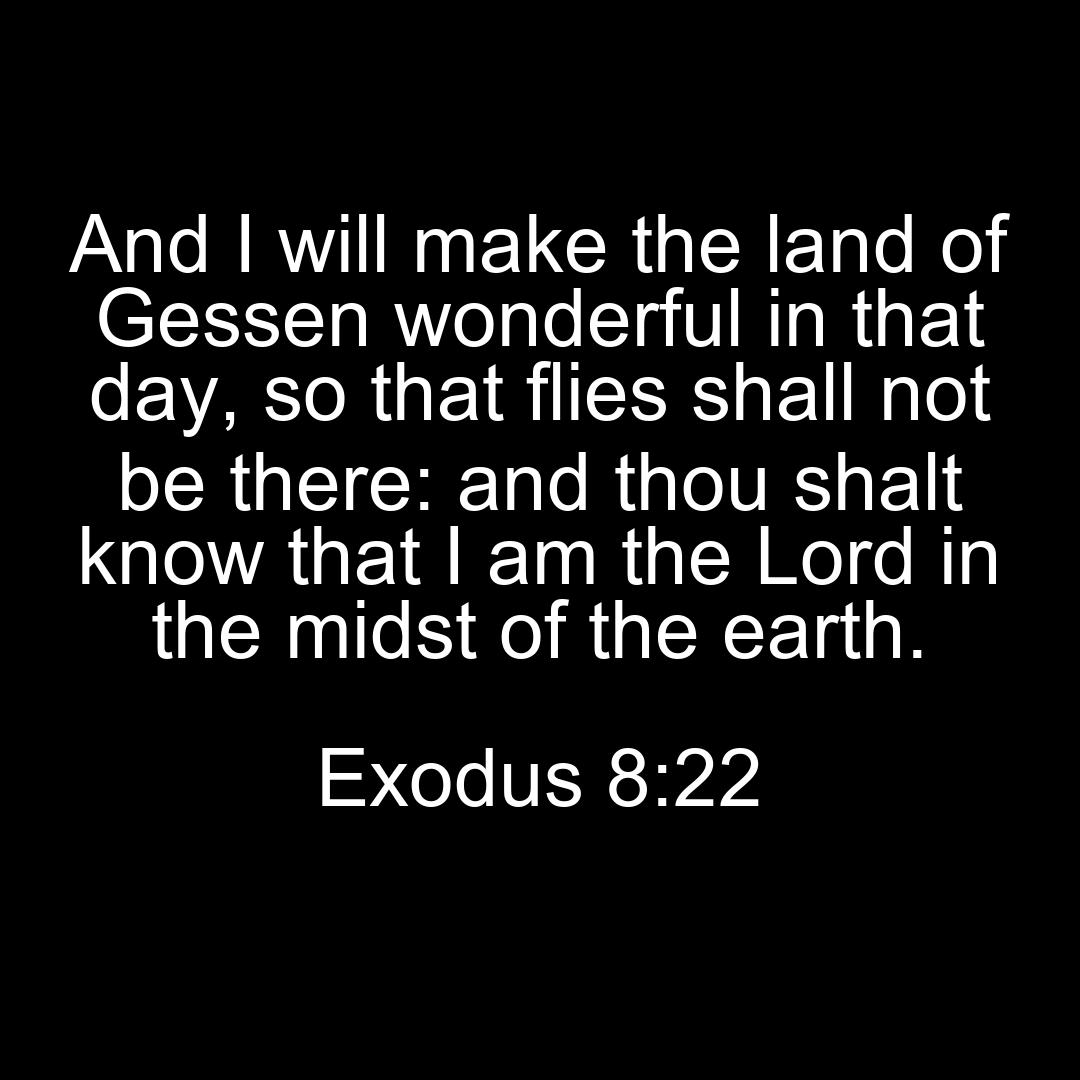 And I will make the land of
Gessen wonderful in that
day, so that flies shall not
be there: and thou shalt
know that I am the Lord in
the midst of the earth.
Exodus 8:22